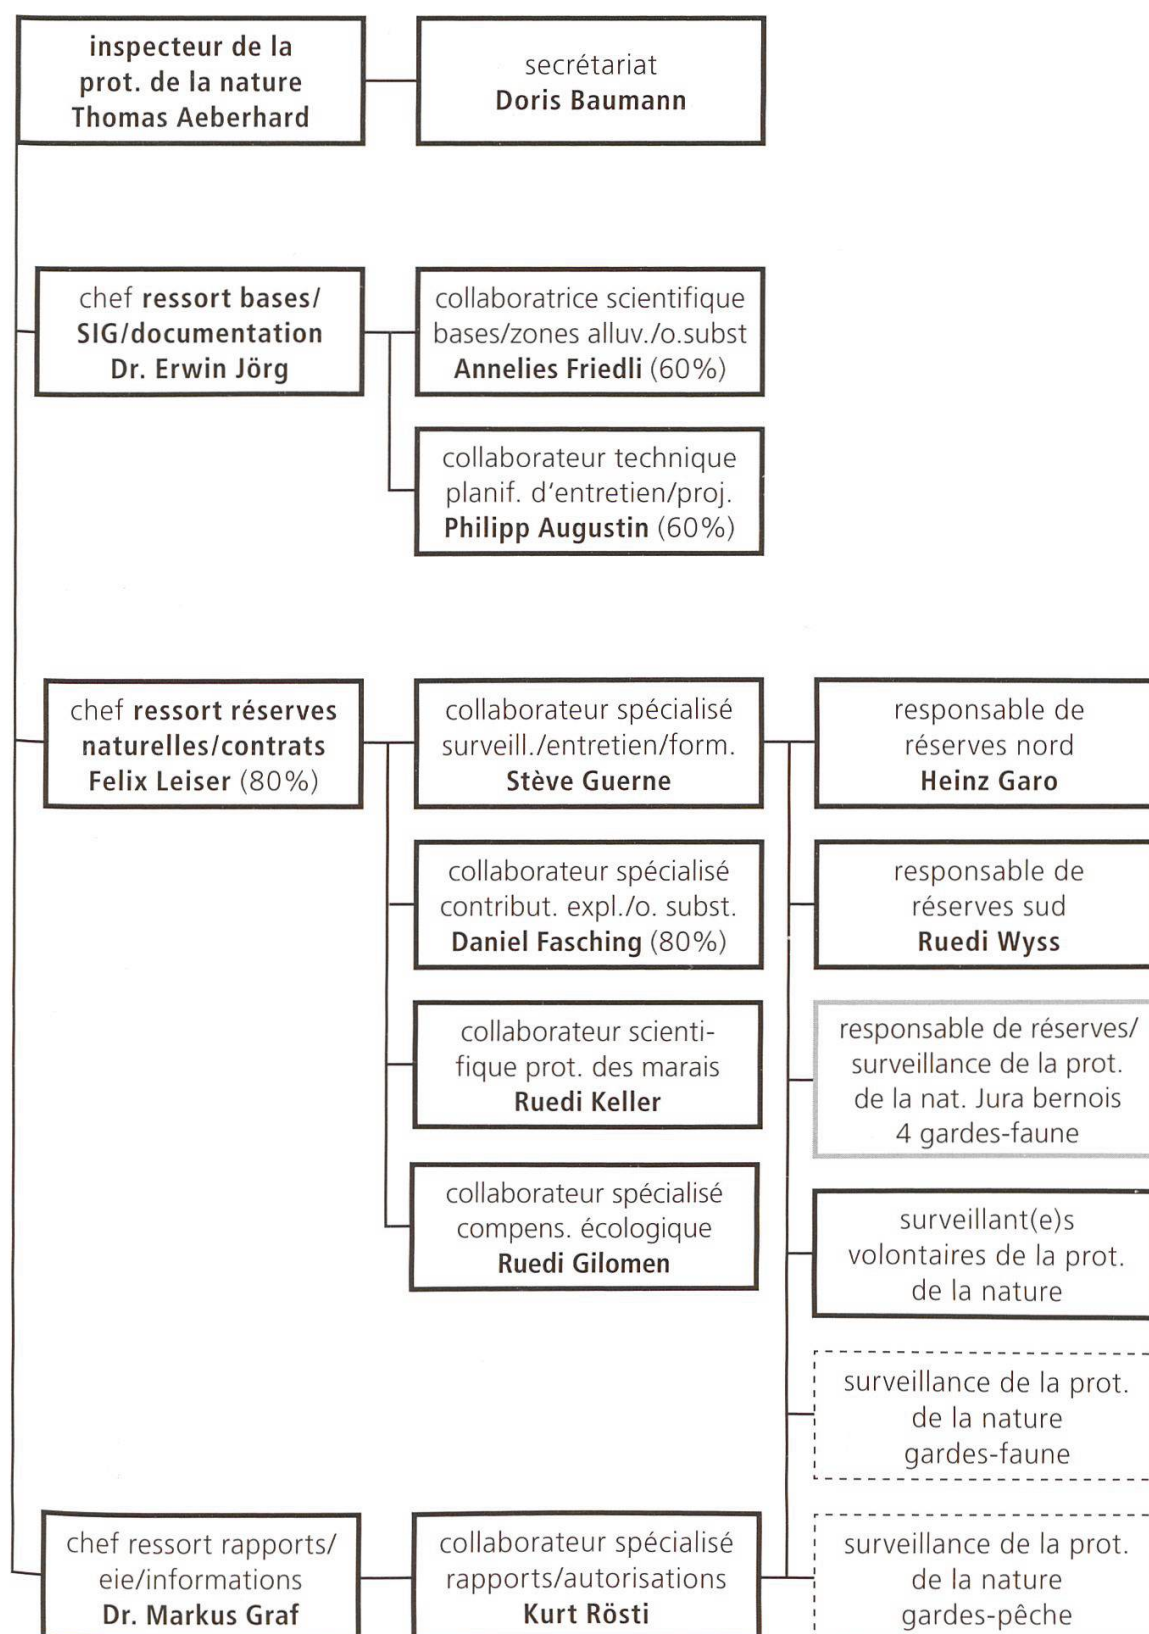 inspecteur de la
prot. de la nature
Thomas Aeberhard
secrétariat
Doris Baumann
chef ressort bases/
SIG/documentation
Dr. Erwin Jörg
collaboratrice scientifique
bases/zones alluv./o.subst
Annelies Friedli (60%)
collaborateur technique
planif. d'entretien/proj.
Philipp Augustin (60%)
chef ressort réserves
naturelles/contrats
Felix Leiser (80%)
collaborateur spécialisé
surveill./entretien/form.
Stève Guerne
responsable de
réserves nord
Heinz Garo
collaborateur spécialisé
contribut. expl./o. subst.
Daniel Fasching (80%)
responsable de
réserves sud
Ruedi Wyss
collaborateur scienti-
fique prot. des marais
Ruedi Keller
responsable de réserves/
surveillance de la prot.
de la nat. Jura bernois
4 gardes-faune
collaborateur spécialisé
compens. écologique
Ruedi Gilomen
surveillant(e)s
volontaires de la prot.
de la nature
surveillance de la prot.
de la nature
gardes-faune
chef ressort rapports/
eie/informations
Dr. Markus Graf
collaborateur spécialisé
rapports/autorisations
Kurt Rösti
surveillance de la prot.
de la nature
gardes-pêche